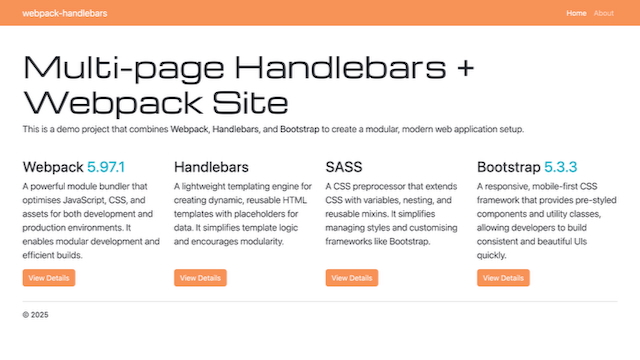 webpack-handlebars Home About
Multi-page Handlebars +
Webpack Site
This is a demo project that combines Webpack, Handlebars, and Bootstrap to create a modular, modern web application setup.
Webpack 5.97.1
A powerful module bundler that
optimises JavaScript, CSS, and
assets for both development and
production environments. It
enables modular development and
efficient builds.
View Details
Handlebars
A lightweight templating engine for
creating dynamic, reusable HTML
templates with placeholders for
data. It simplifies template logic
and encourages modularity.
View Details
SASS
A CSS preprocessor that extends
CSS with variables, nesting, and
reusable mixins. It simplifies
managing styles and customising
frameworks like Bootstrap.
View Details
Bootstrap 5.3.3
A responsive, mobile-first CSS
framework that provides pre-styled
components and utility classes,
allowing developers to build
consistent and beautiful UIs
quickly.
View Details
© 2025